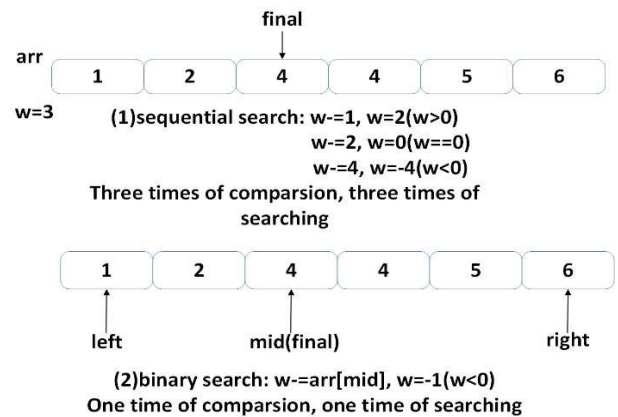 final
arr
1 2 4 4 5 6
w=3
(1)sequential search: w-=1, w=2(w>0)
w-=2, w=0(w==0)
w-=4, w=-4(w<0)
Three times of comparsion, three times of
searching
1 2 4 4 5 6
left mid(final) right
(2)binary search: w-=arr[mid], w=-1(w<0)
One time of comparsion, one time of searching